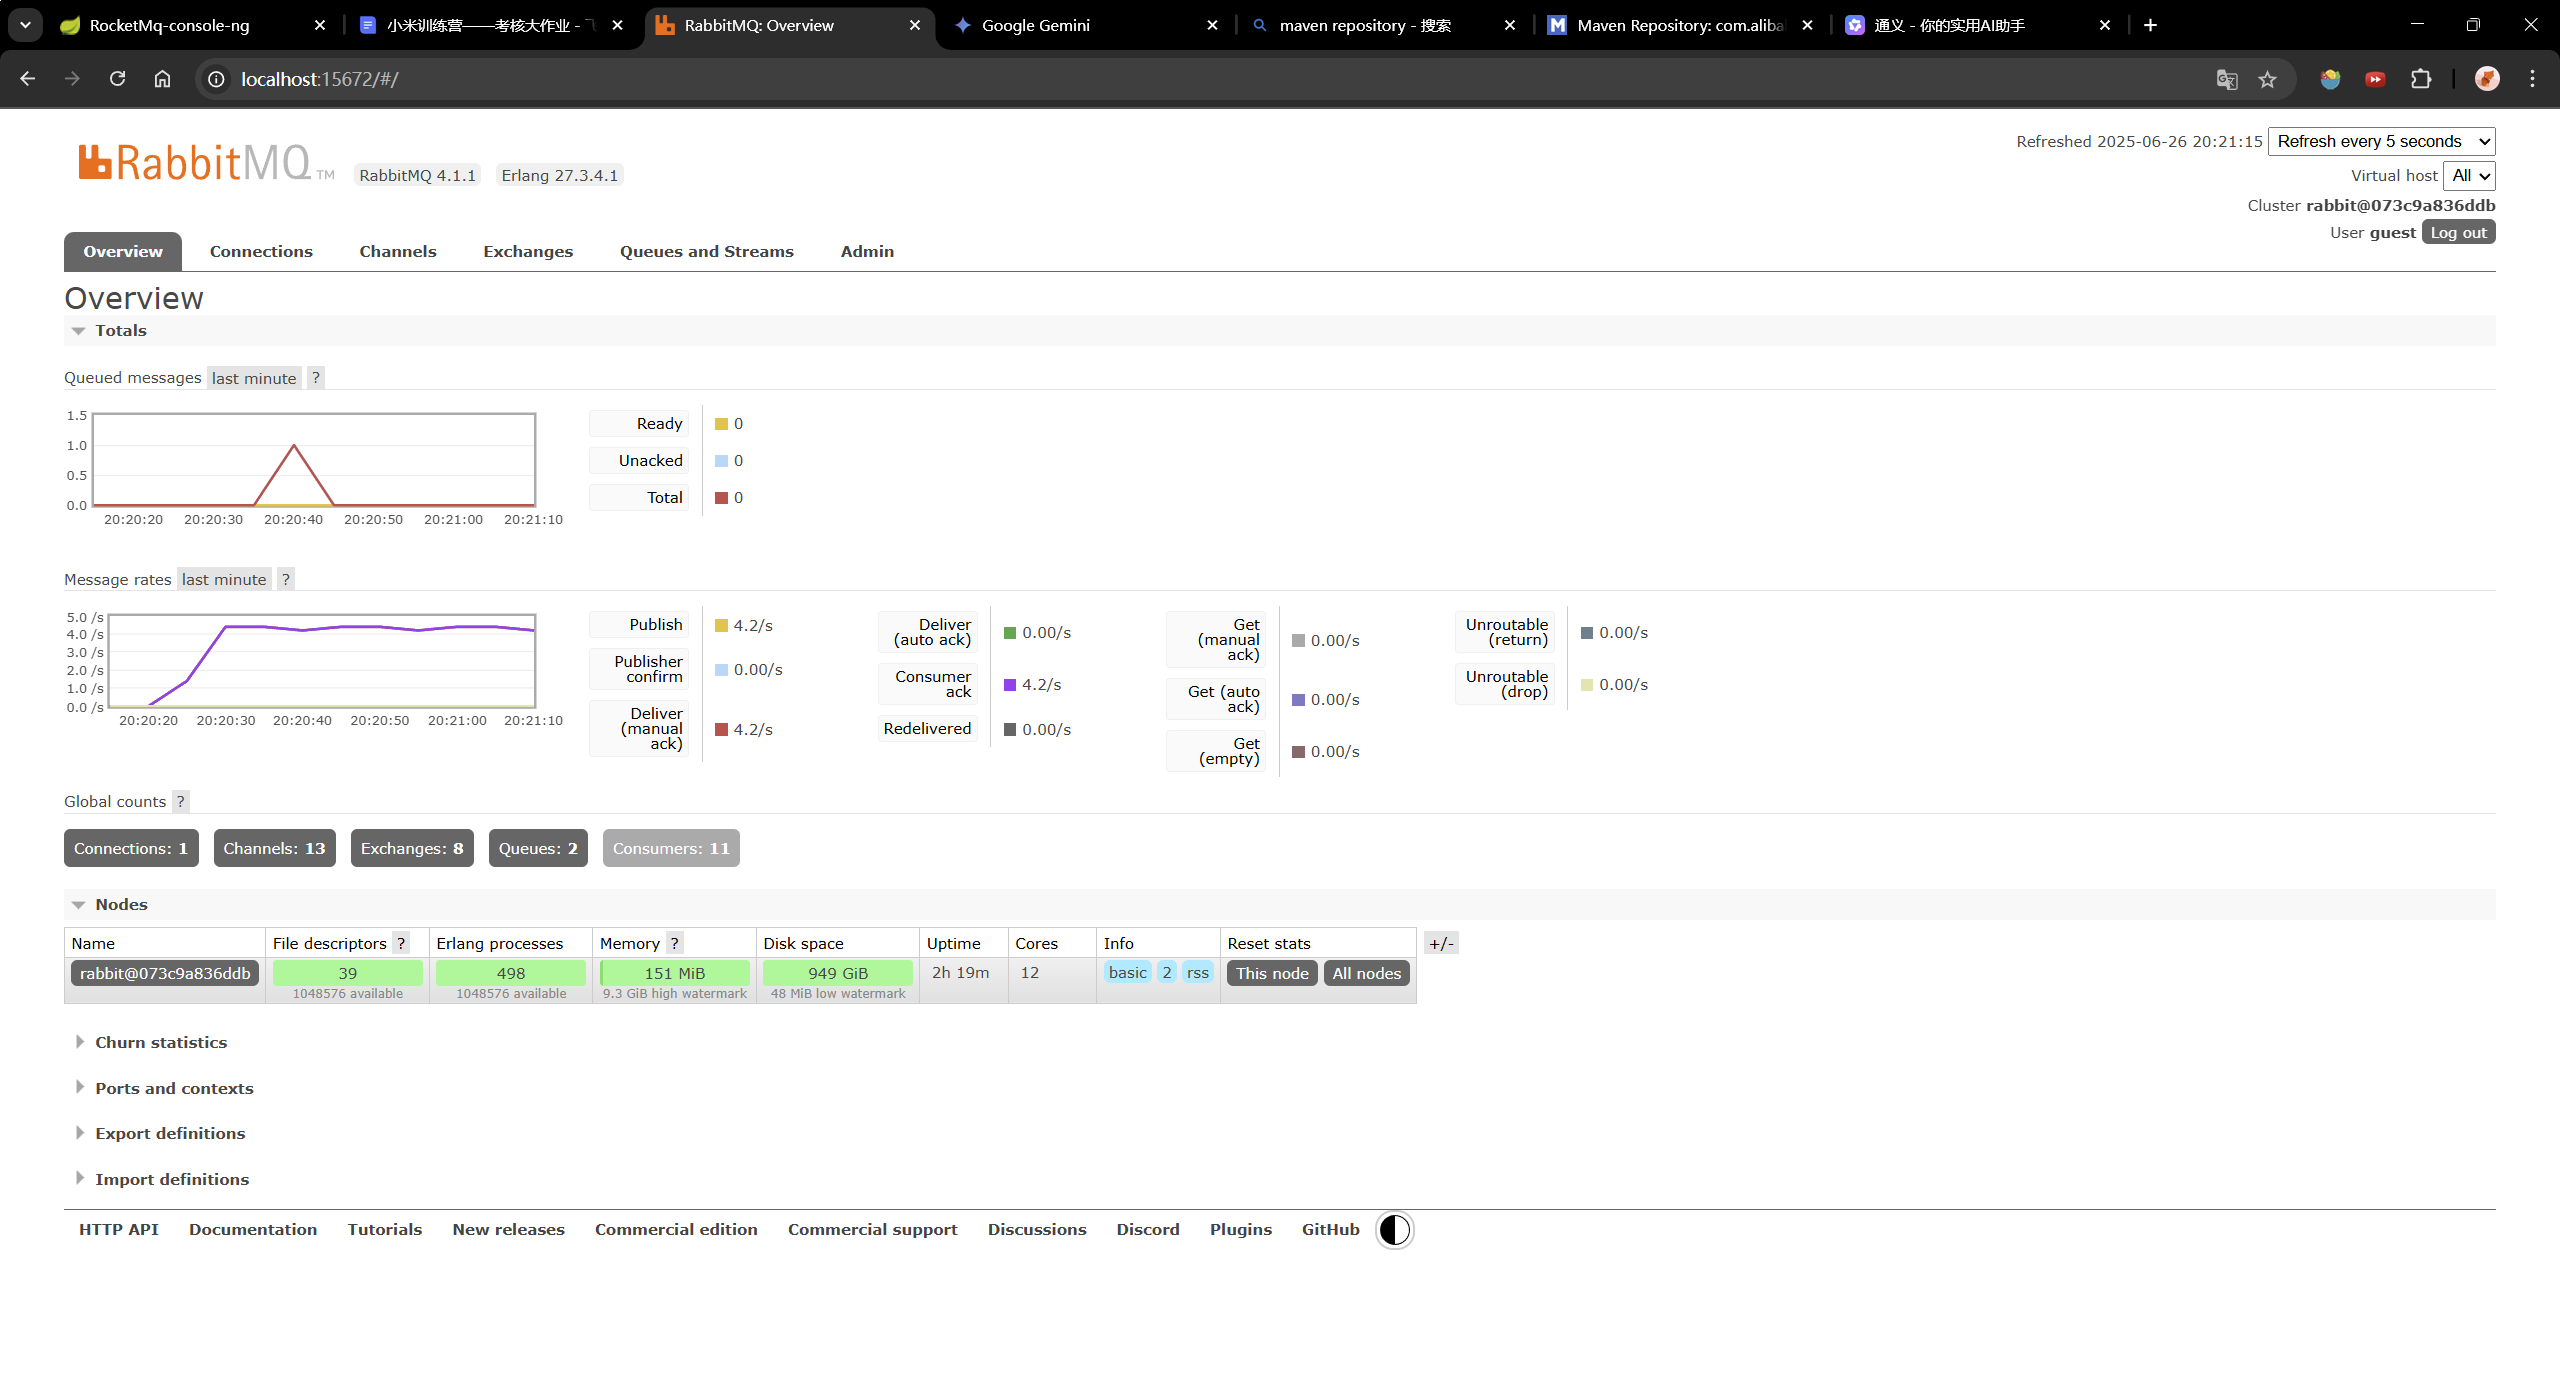 RocketMq-console-ng
小米训练营——考核大作业 -
RabbitMQ: Overview
Google Gemini
maven repository - 搜索
Maven Repository: com.aliba
通义 - 你的实用AI助手
localhost:15672/#/
Refreshed 2025-06-26 20:21:15 Refresh every 5 seconds
RabbitMQ TM RabbitMQ 4.1.1 Erlang 27.3.4.1
Virtual host All
Cluster rabbit@073c9a836ddb
User guest Log out
Overview Connections Channels Exchanges Queues and Streams Admin
Overview
Totals
Queued messages last minute ?
1.5
1.0
0.5
0.0
20:20:20 20:20:30 20:20:40 20:20:50 20:21:00 20:21:10
Ready 0
Unacked 0
Total 0
Message rates last minute ?
5.0 /s
4.0 /s
3.0 /s
2.0 /s
1.0 /s
0.0 /s
20:20:20 20:20:30 20:20:40 20:20:50 20:21:00 20:21:10
Publish 4.2/s
Publisher
confirm 0.00/s
Deliver
(manual 4.2/s
ack)
Deliver
(auto ack) 0.00/s
Consumer
ack 4.2/s
Redelivered 0.00/s
Get
(manual 0.00/s
ack)
Get (auto
ack) 0.00/s
Get
(empty) 0.00/s
Unroutable
(return) 0.00/s
Unroutable
(drop) 0.00/s
Global counts ?
Connections: 1 Channels: 13 Exchanges: 8 Queues: 2 Consumers: 11
Nodes
Name File descriptors ? Erlang processes Memory ? Disk space Uptime Cores Info Reset stats +/-
rabbit@073c9a836ddb 39 498 151 MiB 949 GiB 2h 19m 12 basic 2 rss This node All nodes
1048576 available 1048576 available 9.3 GiB high watermark 48 MiB low watermark
Churn statistics
Ports and contexts
Export definitions
Import definitions
HTTP API Documentation Tutorials New releases Commercial edition Commercial support Discussions Discord Plugins GitHub